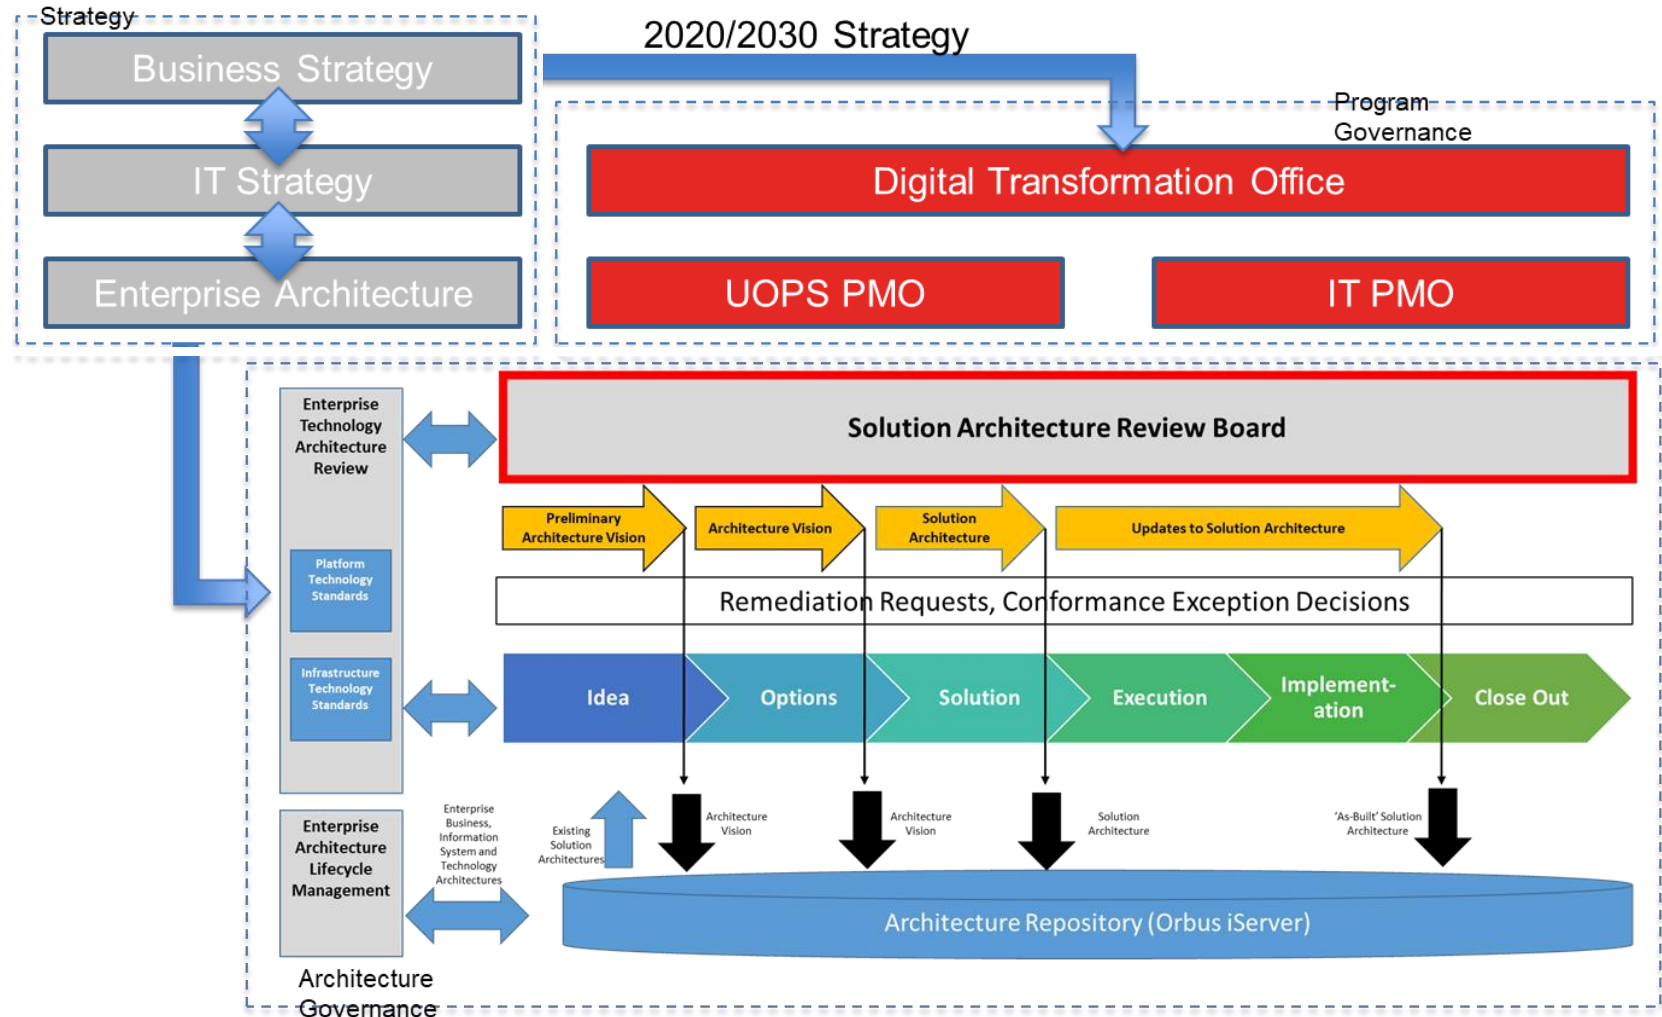 Strategy
Business Strategy
IT Strategy
Enterprise Architecture
2020/2030 Strategy
Program
Governance
Digital Transformation Office
UOPS PMO
IT PMO
Enterprise
Technology
Architecture
Review
Platform
Technology
Standards
Infrastructure
Technology
Standards
Solution Architecture Review Board
Preliminary
Architecture Vision
Architecture Vision
Solution
Architecture
Updates to Solution Architecture
Remediation Requests, Conformance Exception Decisions
Idea
Options
Solution
Execution
Implement-
ation
Close Out
Enterprise
Architecture
Lifecycle
Management
Enterprise
Business,
Information
System and
Technology
Architectures
Existing
Solution
Architectures
Architecture
Vision
Architecture
Vision
Solution
Architecture
‘As-Built’ Solution
Architecture
Architecture Repository (Orbus iServer)
Architecture
Governance